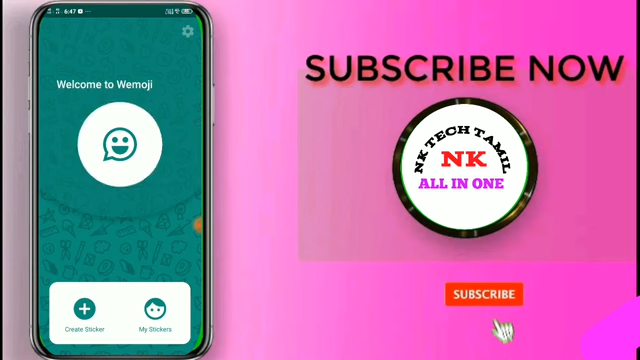 6:47
Welcome to Wemoji
Create Sticker
My Stickers
SUBSCRIBE NOW
NK TECH TAMIL
NK
ALL IN ONE
SUBSCRIBE